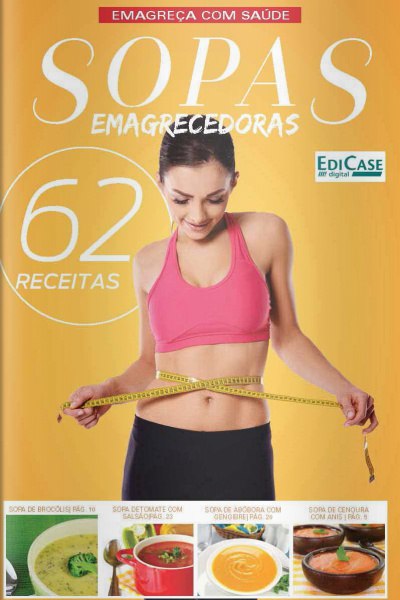 EMAGREÇA COM SAÚDE
SOPAS
EMAGRECEDORAS
EDICASE
digital
62
RECEITAS
SOPA DE BROCÓLIS| PÁG. 10
SOPA DE TOMATE COM
SALSÃO|PÁG. 23
SOPA DE ABÓBORA COM
GENGIBRE| PÁG. 29
SOPA DE CENOURA
COM ANIS | PÁG. 5